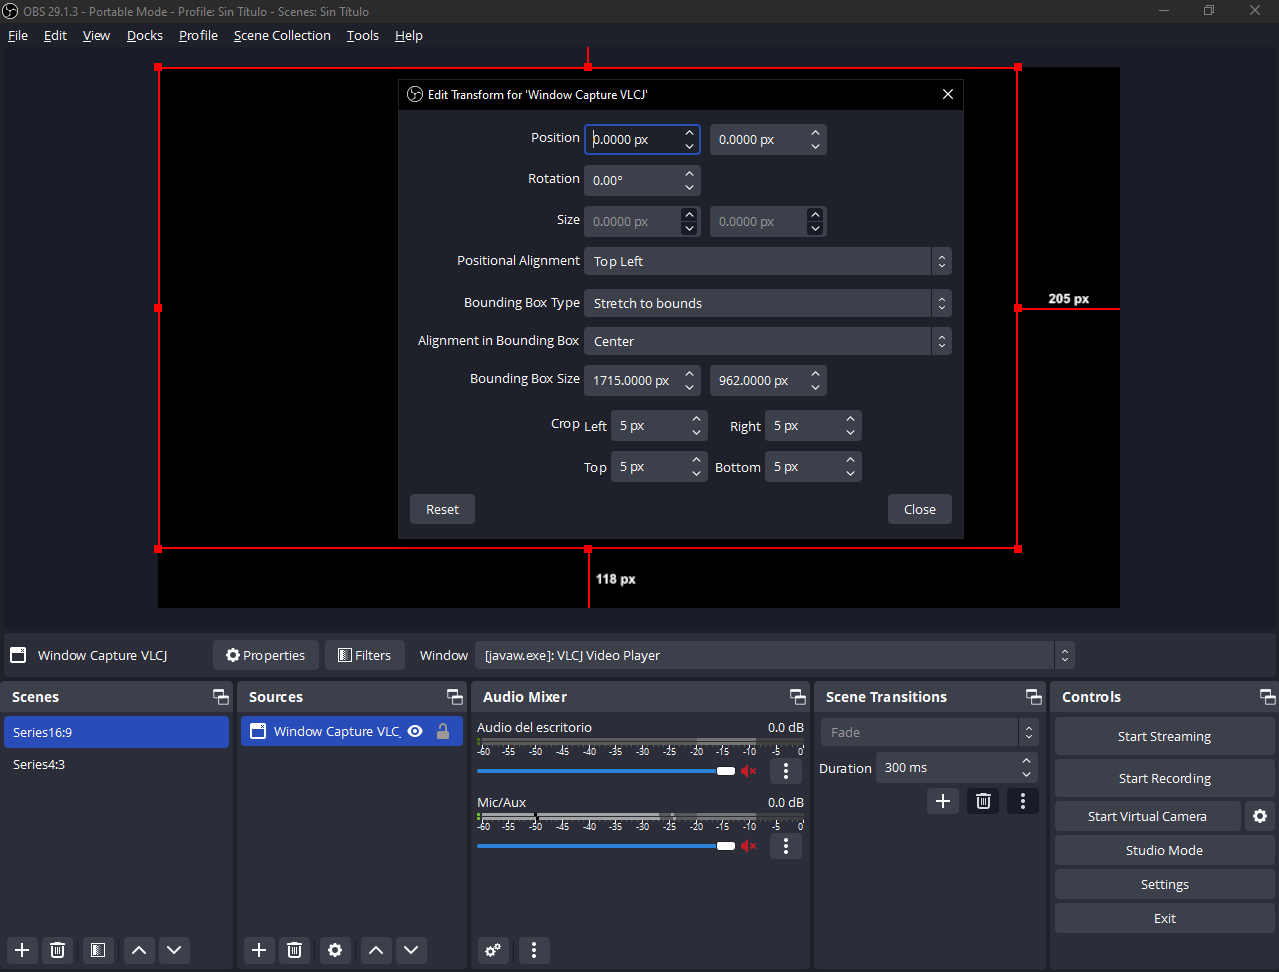 OBS 29.1.3 - Portable Mode - Profile: Sin Título - Scenes: Sin Título
File Edit View Docks Profile Scene Collection Tools Help
Edit Transform for 'Window Capture VLCJ'
Position 0.0000 px 0.0000 px
Rotation 0.00°
Size 0.0000 px 0.0000 px
Positional Alignment Top Left
Bounding Box Type Stretch to bounds
205 px
Alignment in Bounding Box Center
Bounding Box Size 1715.0000 px 962.0000 px
Crop Left 5 px Right 5 px
Top 5 px Bottom 5 px
Reset Close
118 px
Window Capture VLCJ Properties Filters Window [javaw.exe]: VLCJ Video Player
Scenes
Series16:9
Series4:3
Sources
Window Capture VLC
Audio Mixer
Audio del escritorio 0.0 dB
-60 -55 -50 -45 -40 -35 -30 -25 -20 -15 -10 -5 0
Mic/Aux 0.0 dB
-60 -55 -50 -45 -40 -35 -30 -25 -20 -15 -10 -5 0
Scene Transitions
Fade
Duration 300 ms
Controls
Start Streaming
Start Recording
Start Virtual Camera
Studio Mode
Settings
Exit